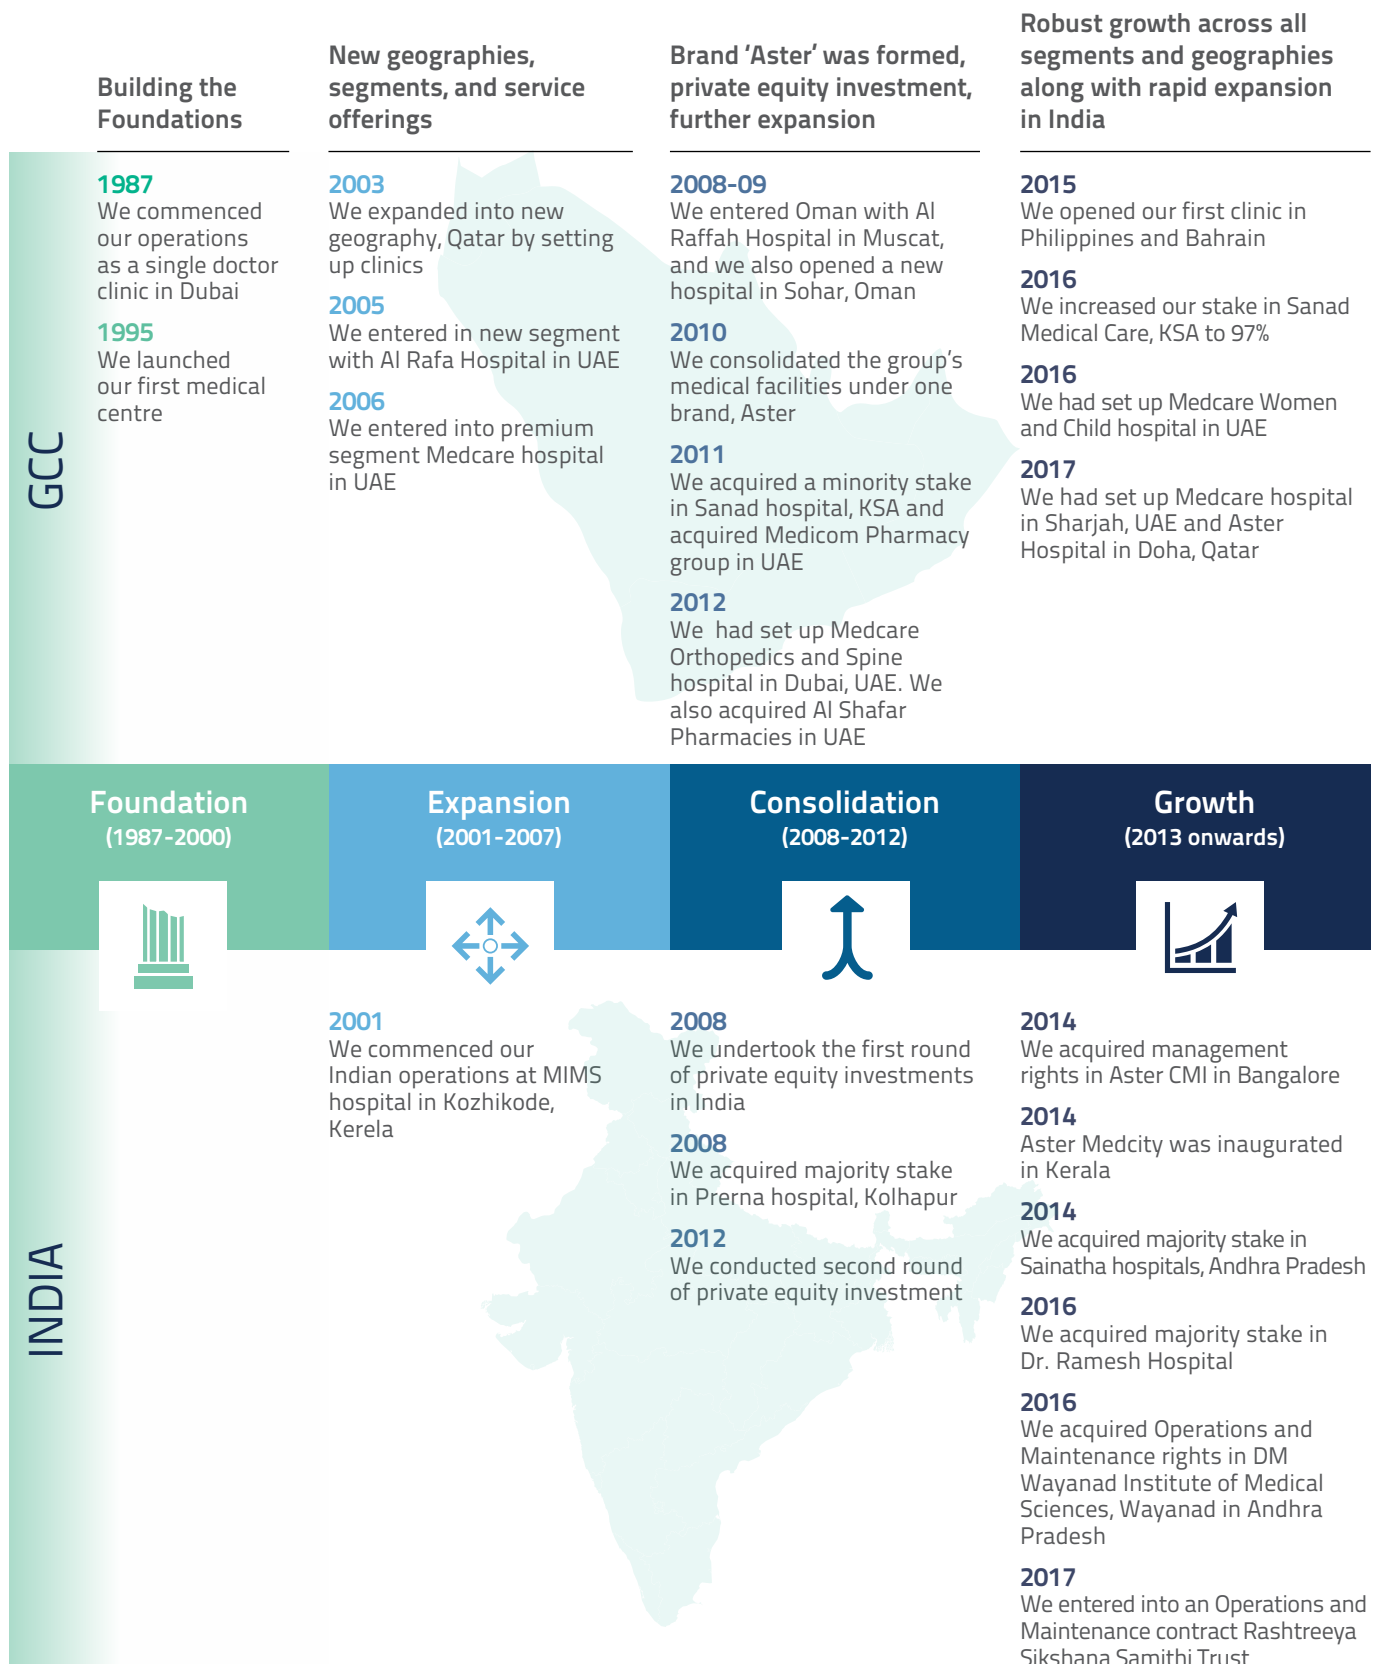 Building the
Foundations
New geographies,
segments, and service
offerings
Brand ‘Aster’ was formed,
private equity investment,
further expansion
Robust growth across all
segments and geographies
along with rapid expansion
in India
GCC
1987
We commenced
our operations
as a single doctor
clinic in Dubai
1995
We launched
our first medical
centre
2003
We expanded into new
geography, Qatar by setting
up clinics
2005
We entered in new segment
with Al Rafa Hospital in UAE
2006
We entered into premium
segment Medcare hospital
in UAE
2008-09
We entered Oman with Al
Raffah Hospital in Muscat,
and we also opened a new
hospital in Sohar, Oman
2010
We consolidated the group’s
medical facilities under one
brand, Aster
2011
We acquired a minority stake
in Sanad hospital, KSA and
acquired Medicom Pharmacy
group in UAE
2012
We had set up Medcare
Orthopedics and Spine
hospital in Dubai, UAE. We
also acquired Al Shafar
Pharmacies in UAE
2015
We opened our first clinic in
Philippines and Bahrain
2016
We increased our stake in Sanad
Medical Care, KSA to 97%
2016
We had set up Medcare Women
and Child hospital in UAE
2017
We had set up Medcare hospital
in Sharjah, UAE and Aster
Hospital in Doha, Qatar
Foundation
(1987-2000)
Expansion
(2001-2007)
Consolidation
(2008-2012)
Growth
(2013 onwards)
INDIA
2001
We commenced our
Indian operations at MIMS
hospital in Kozhikode,
Kerela
2008
We undertook the first round
of private equity investments
in India
2008
We acquired majority stake
in Prerna hospital, Kolhapur
2012
We conducted second round
of private equity investment
2014
We acquired management
rights in Aster CMI in Bangalore
2014
Aster Medcity was inaugurated
in Kerala
2014
We acquired majority stake in
Sainatha hospitals, Andhra Pradesh
2016
We acquired majority stake in
Dr. Ramesh Hospital
2016
We acquired Operations and
Maintenance rights in DM
Wayanad Institute of Medical
Sciences, Wayanad in Andhra
Pradesh
2017
We entered into an Operations and
Maintenance contract Rashtreeya
Sikshana Samithi Trust